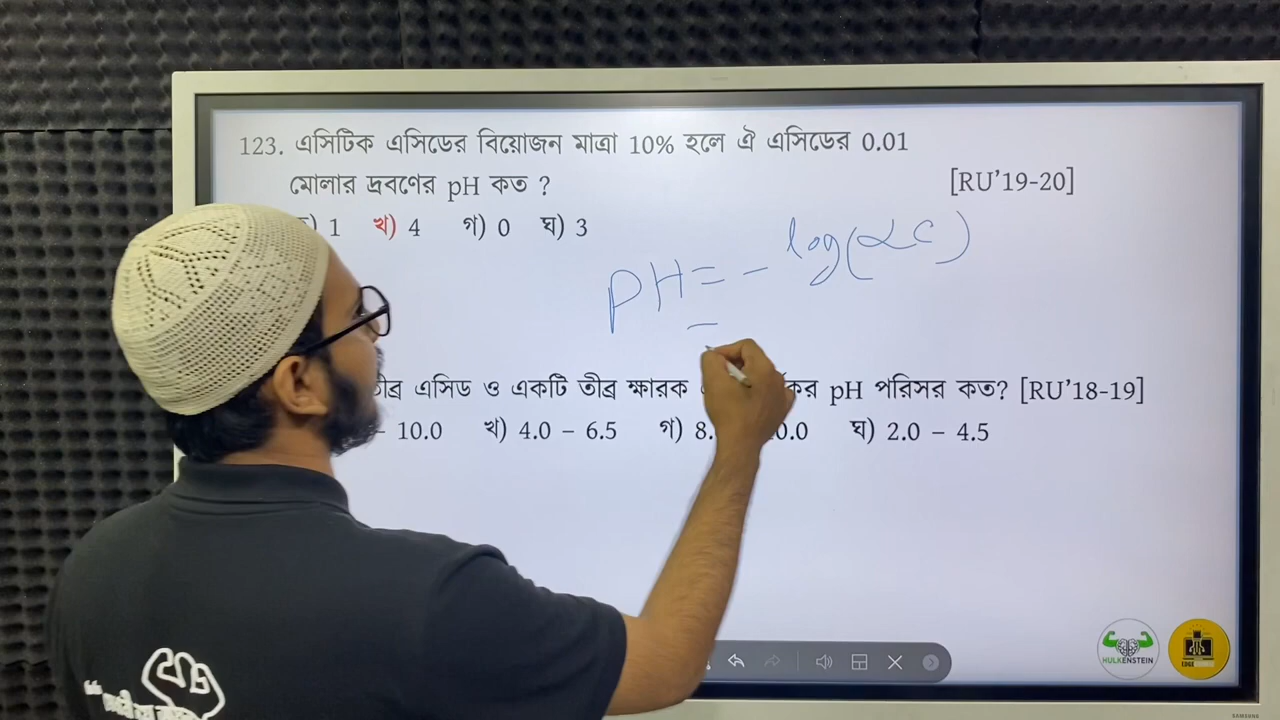 123. এসিটিক এসিডের বিয়োজন মাত্রা 10% হলে ঐ এসিডের 0.01
মোলার দ্রবণের pH কত ? [RU’19-20]
) 1 খ) 4 গ) 0 ঘ) 3
PH = - log(αc)
=
তীব্র এসিড ও একটি তীব্র ক্ষারক pH পরিসর কত? [RU’18-19]
- 10.0 খ) 4.0 – 6.5 গ) 8. 0.0 ঘ) 2.0 – 4.5
HULKENSTEIN
SAMSUNG